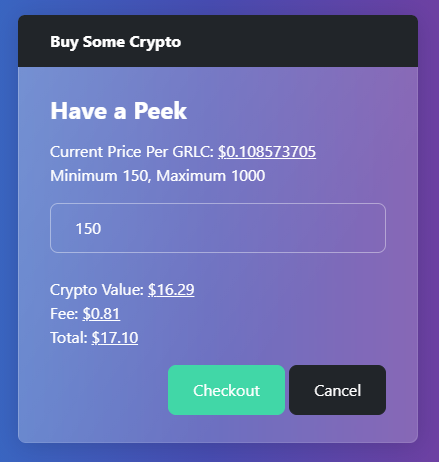 Buy Some Crypto
Have a Peek
Current Price Per GRLC: $0.108573705
Minimum 150, Maximum 1000
150
Crypto Value: $16.29
Fee: $0.81
Total: $17.10
Checkout Cancel